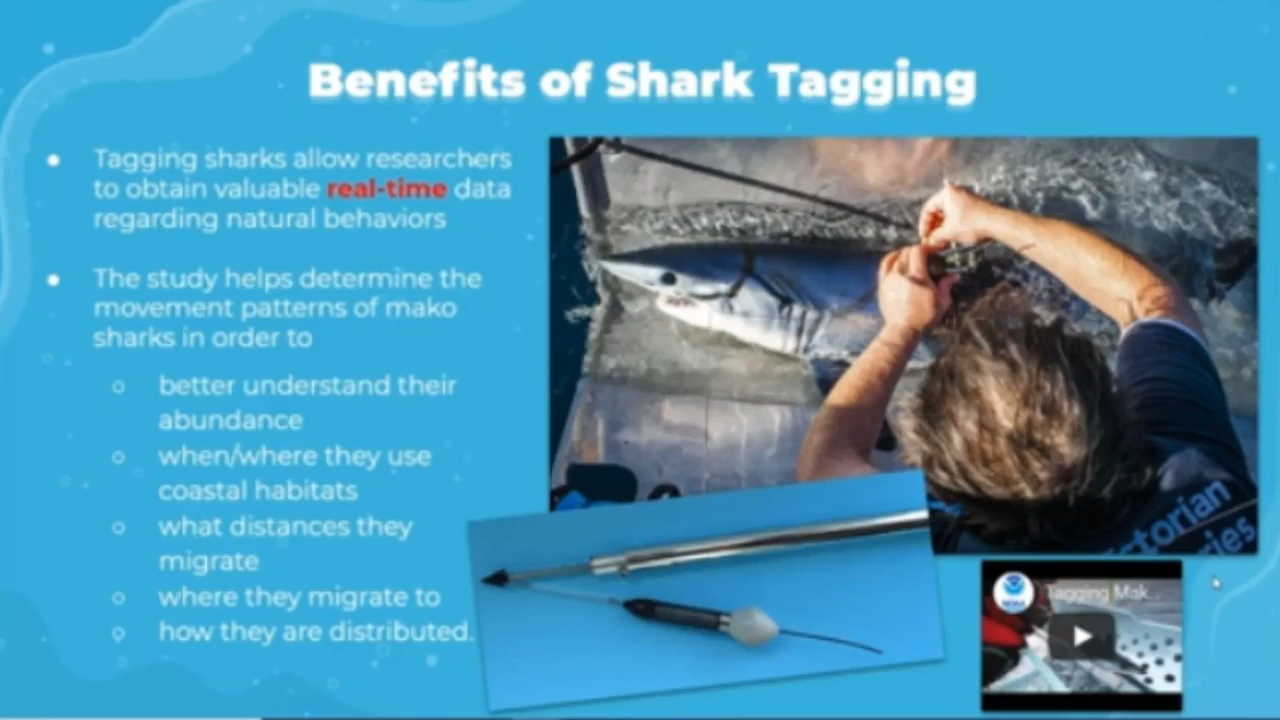 Benefits of Shark Tagging
Tagging sharks allow researchers
to obtain valuable real-time data
regarding natural behaviors
The study helps determine the
movement patterns of mako
sharks in order to
better understand their
abundance
when/where they use
coastal habitats
what distances they
migrate
where they migrate to
how they are distributed.
ctorian
ries
NOAA
Tagging Mak...